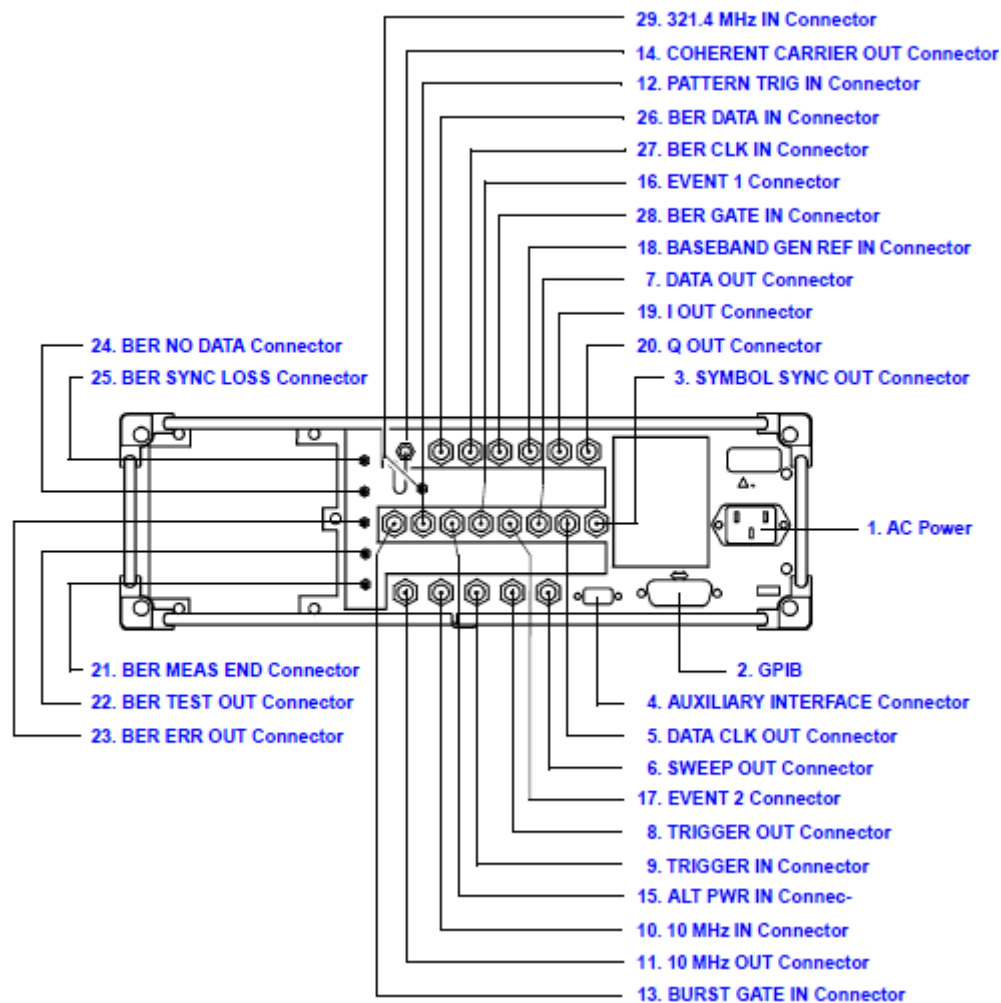 29. 321.4 MHz IN Connector
14. COHERENT CARRIER OUT Connector
12. PATTERN TRIG IN Connector
26. BER DATA IN Connector
27. BER CLK IN Connector
16. EVENT 1 Connector
28. BER GATE IN Connector
18. BASEBAND GEN REF IN Connector
7. DATA OUT Connector
19. I OUT Connector
20. Q OUT Connector
3. SYMBOL SYNC OUT Connector
24. BER NO DATA Connector
25. BER SYNC LOSS Connector
1. AC Power
21. BER MEAS END Connector
22. BER TEST OUT Connector
23. BER ERR OUT Connector
2. GPIB
4. AUXILIARY INTERFACE Connector
5. DATA CLK OUT Connector
6. SWEEP OUT Connector
17. EVENT 2 Connector
8. TRIGGER OUT Connector
9. TRIGGER IN Connector
15. ALT PWR IN Connec-
10. 10 MHz IN Connector
11. 10 MHz OUT Connector
13. BURST GATE IN Connector